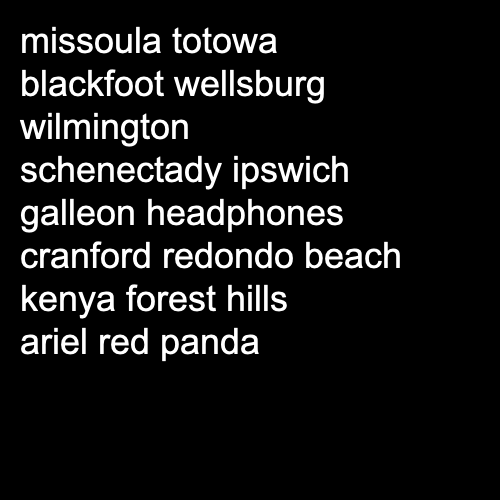 missoula totowa
blackfoot wellsburg
wilmington
schenectady ipswich
galleon headphones
cranford redondo beach
kenya forest hills
ariel red panda